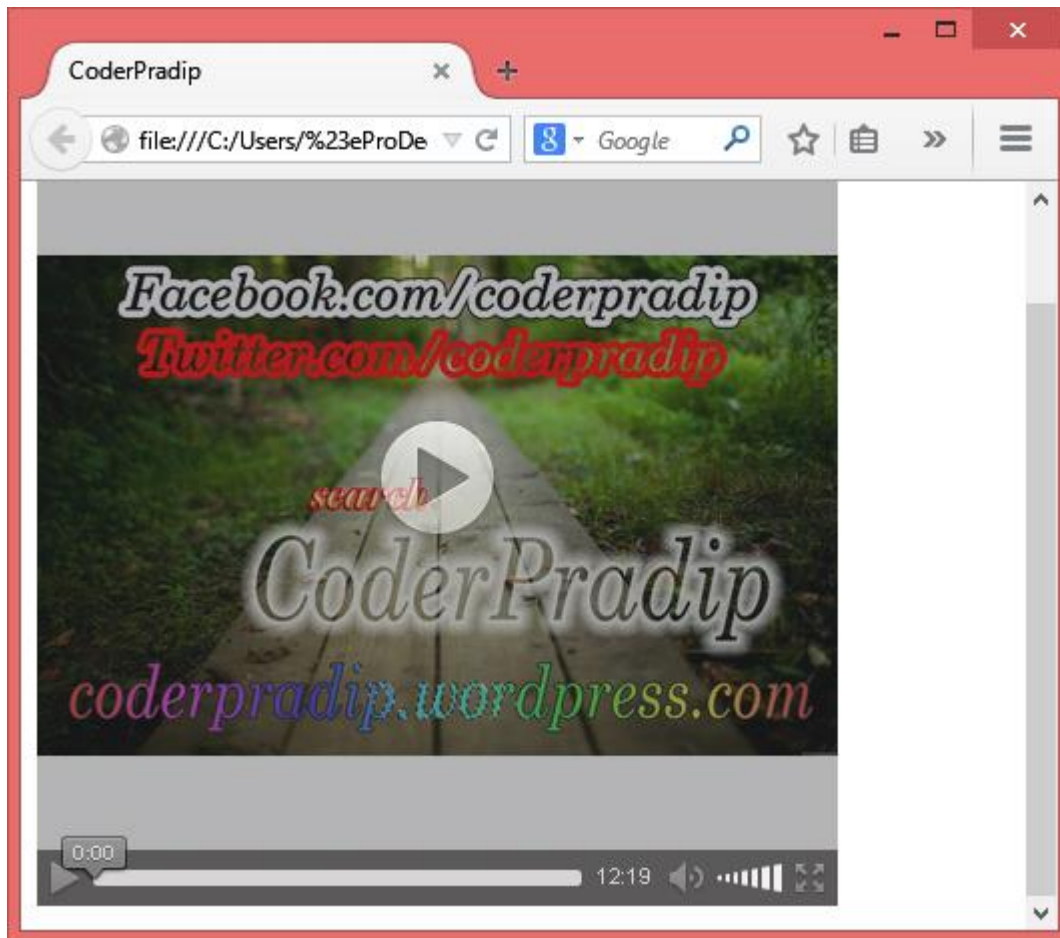 CoderPradip
file:///C:/Users/%23eProDe
8 Google
Facebook.com/coderpradip
Twitter.com/coderpradip
search
CoderPradip
coderpradip.wordpress.com
0:00
12:19